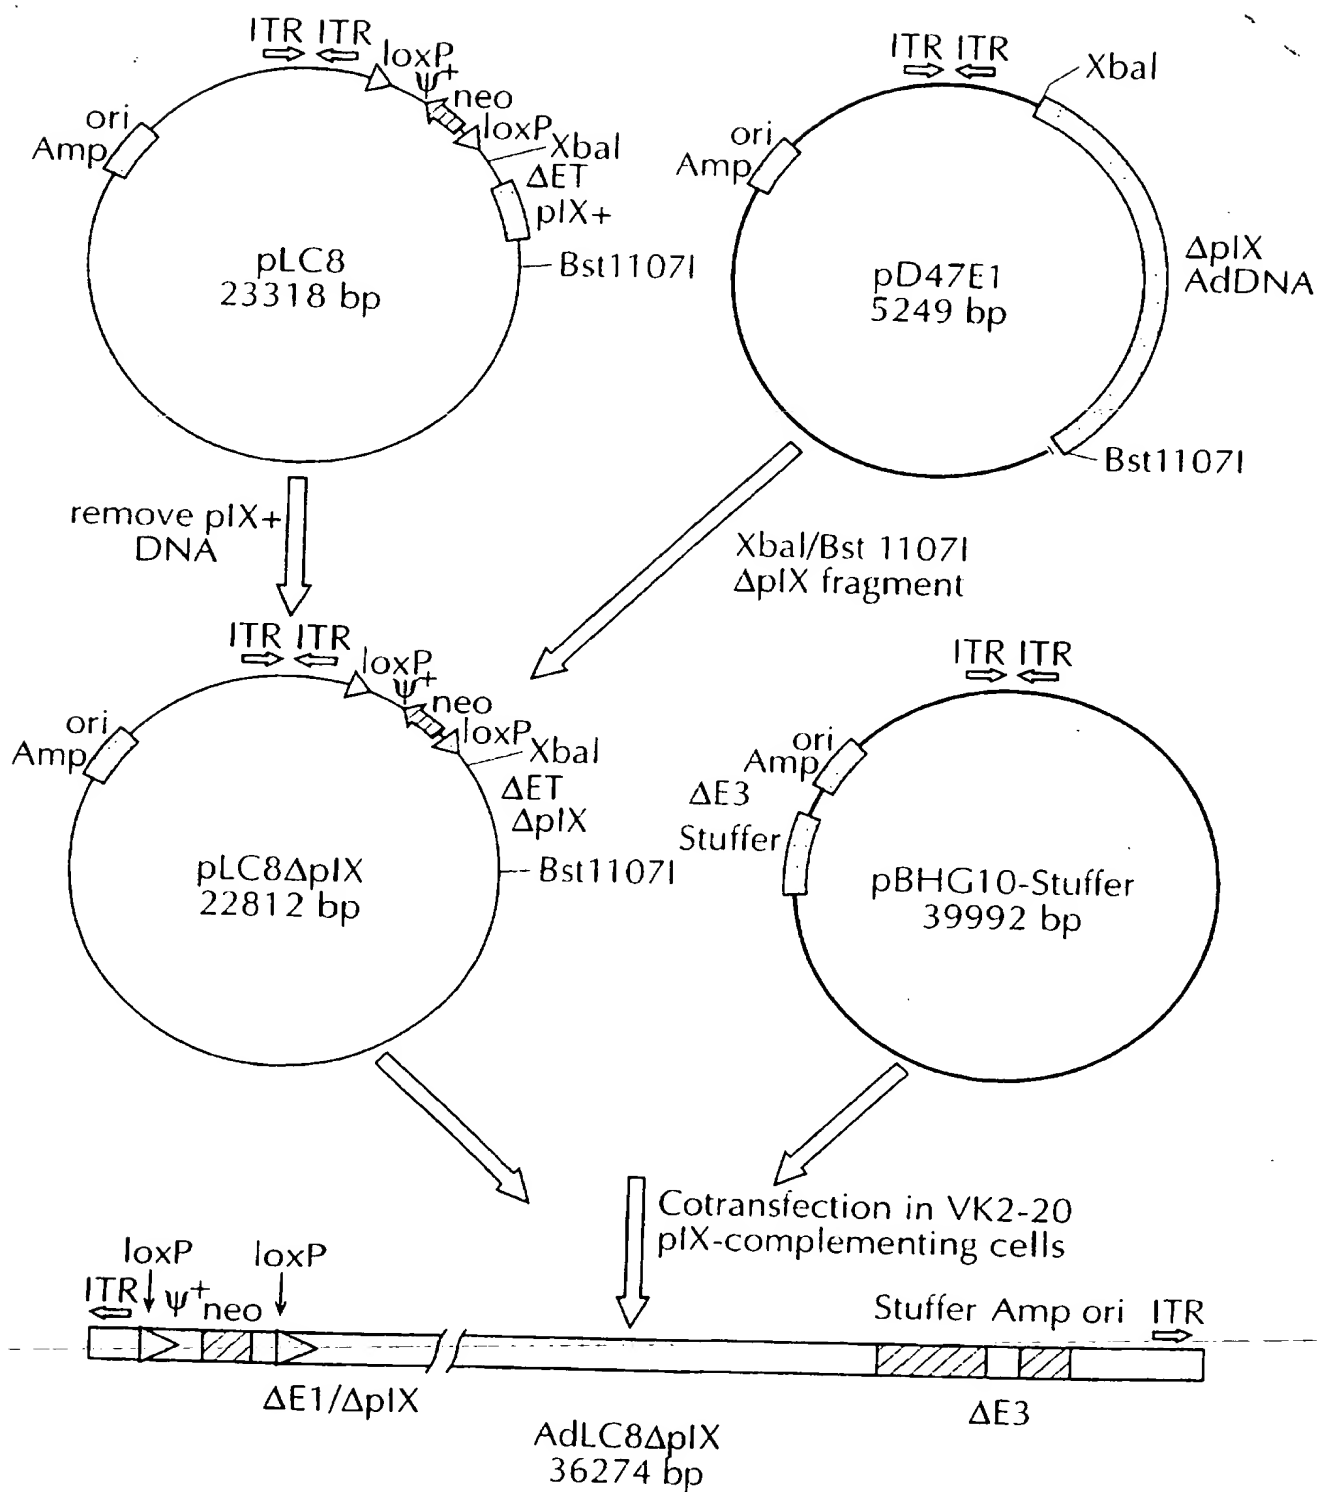 ITR ITR
loxP
Ψ+
neo
loxP
XbaI
ΔET
pIX+
Bst1107I
ori
Amp
pLC8
23318 bp
ITR ITR
XbaI
ori
Amp
ΔpIX
AdDNA
pD47E1
5249 bp
Bst1107I
remove pIX+
DNA
XbaI/Bst 1107I
ΔpIX fragment
ITR ITR
loxP
Ψ+
neo
loxP
XbaI
ΔET
ΔpIX
Bst1107I
ori
Amp
pLC8ΔpIX
22812 bp
ITR ITR
ori
Amp
ΔE3
Stuffer
pBHG10-Stuffer
39992 bp
Cotransfection in VK2-20
pIX-complementing cells
loxP
loxP
ITR
Ψ+
neo
Stuffer Amp ori ITR
ΔE1/ΔpIX
ΔE3
AdLC8ΔpIX
36274 bp